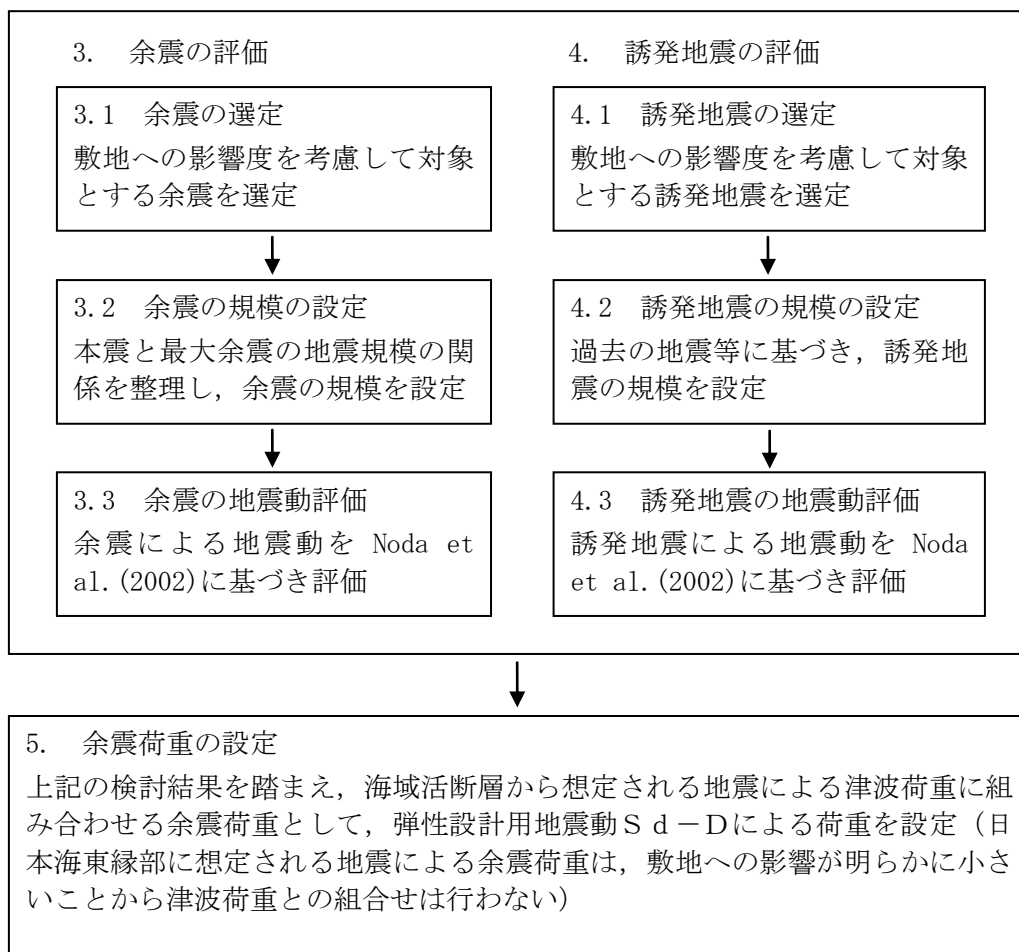 3. 余震の評価
3.1 余震の選定
敷地への影響度を考慮して対象
とする余震を選定
3.2 余震の規模の設定
本震と最大余震の地震規模の関
係を整理し，余震の規模を設定
3.3 余震の地震動評価
余震による地震動を Noda et
al.(2002)に基づき評価
4. 誘発地震の評価
4.1 誘発地震の選定
敷地への影響度を考慮して対象
とする誘発地震を選定
4.2 誘発地震の規模の設定
過去の地震等に基づき，誘発地
震の規模を設定
4.3 誘発地震の地震動評価
誘発地震による地震動を Noda
et al.(2002)に基づき評価
5. 余震荷重の設定
上記の検討結果を踏まえ，海域活断層から想定される地震による津波荷重に組
み合わせる余震荷重として，弾性設計用地震動Ｓｄ－Ｄによる荷重を設定（日
本海東縁部に想定される地震による余震荷重は，敷地への影響が明らかに小さ
いことから津波荷重との組合せは行わない）